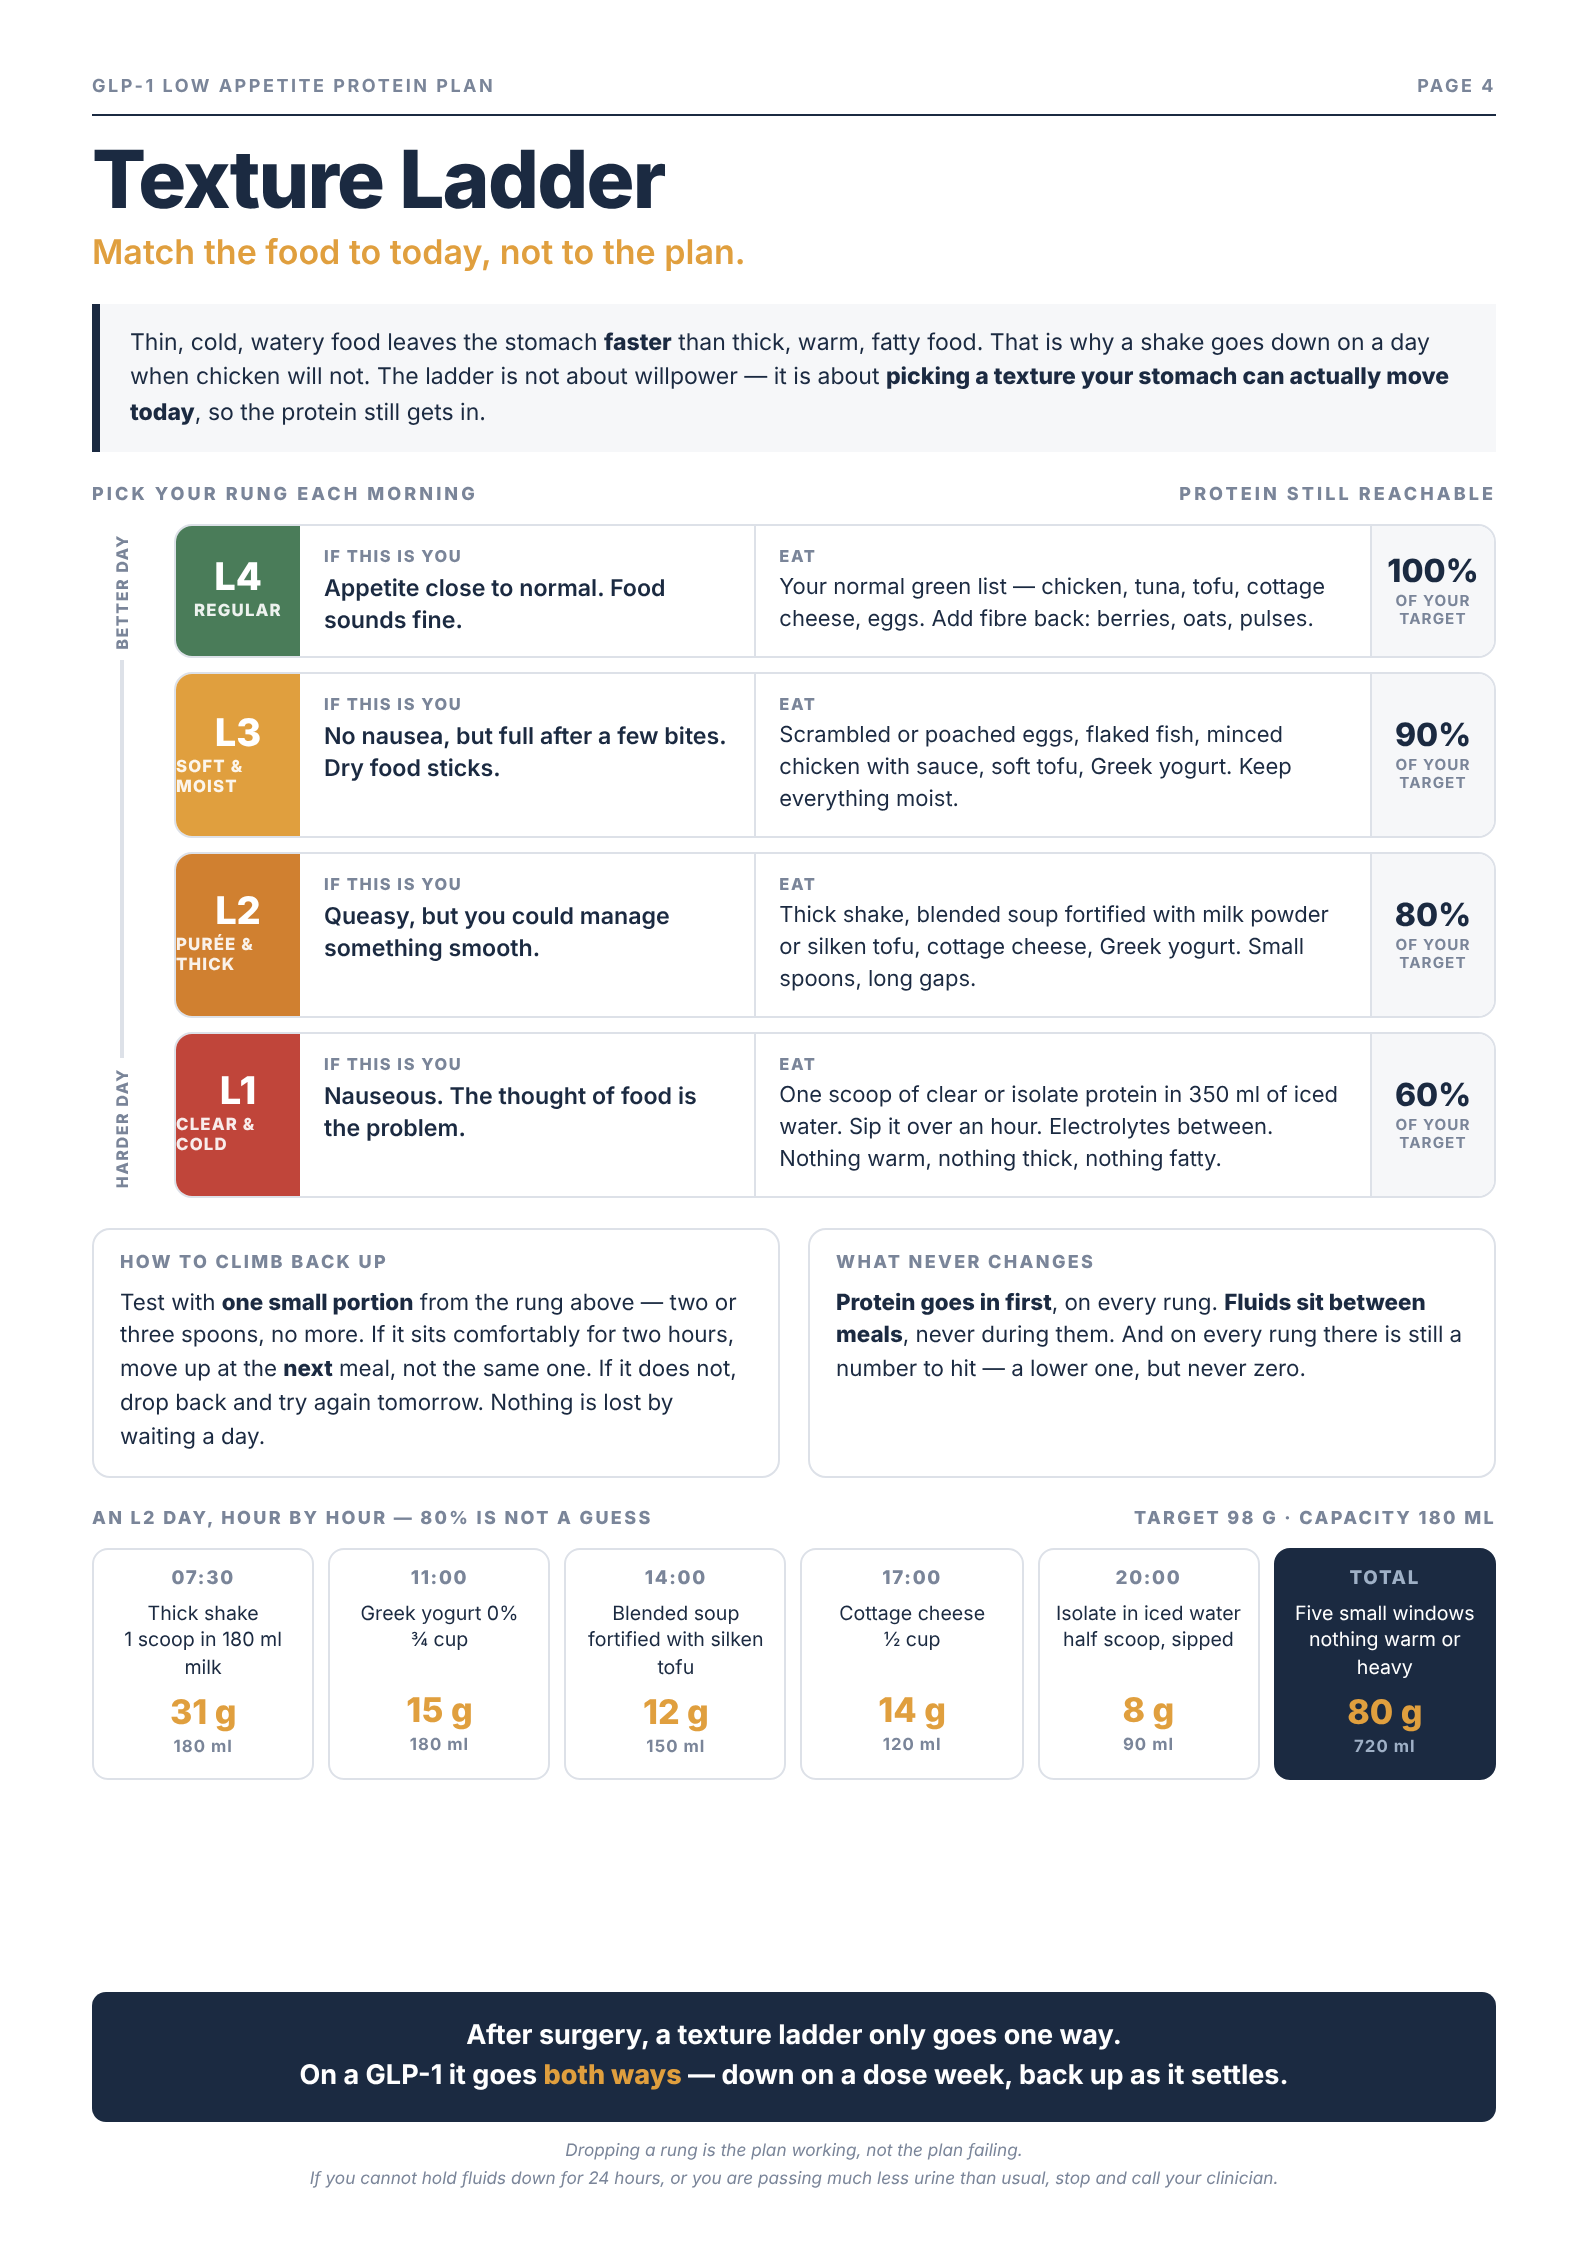 GLP-1 LOW APPETITE PROTEIN PLAN
PAGE 4
Texture Ladder
Match the food to today, not to the plan.
Thin, cold, watery food leaves the stomach faster than thick, warm, fatty food. That is why a shake goes down on a day
when chicken will not. The ladder is not about willpower — it is about picking a texture your stomach can actually move
today, so the protein still gets in.
PICK YOUR RUNG EACH MORNING
PROTEIN STILL REACHABLE
BETTER DAY
L4
REGULAR
IF THIS IS YOU
Appetite close to normal. Food
sounds fine.
EAT
Your normal green list — chicken, tuna, tofu, cottage
cheese, eggs. Add fibre back: berries, oats, pulses.
100%
OF YOUR
TARGET
L3
SOFT &
MOIST
IF THIS IS YOU
No nausea, but full after a few bites.
Dry food sticks.
EAT
Scrambled or poached eggs, flaked fish, minced
chicken with sauce, soft tofu, Greek yogurt. Keep
everything moist.
90%
OF YOUR
TARGET
L2
PURÉE &
THICK
IF THIS IS YOU
Queasy, but you could manage
something smooth.
EAT
Thick shake, blended soup fortified with milk powder
or silken tofu, cottage cheese, Greek yogurt. Small
spoons, long gaps.
80%
OF YOUR
TARGET
HARDER DAY
L1
CLEAR &
COLD
IF THIS IS YOU
Nauseous. The thought of food is
the problem.
EAT
One scoop of clear or isolate protein in 350 ml of iced
water. Sip it over an hour. Electrolytes between.
Nothing warm, nothing thick, nothing fatty.
60%
OF YOUR
TARGET
HOW TO CLIMB BACK UP
Test with one small portion from the rung above — two or
three spoons, no more. If it sits comfortably for two hours,
move up at the next meal, not the same one. If it does not,
drop back and try again tomorrow. Nothing is lost by
waiting a day.
WHAT NEVER CHANGES
Protein goes in first, on every rung. Fluids sit between
meals, never during them. And on every rung there is still a
number to hit — a lower one, but never zero.
AN L2 DAY, HOUR BY HOUR — 80% IS NOT A GUESS
TARGET 98 G · CAPACITY 180 ML
07:30
Thick shake
1 scoop in 180 ml
milk
31 g
180 ml
11:00
Greek yogurt 0%
¾ cup
15 g
180 ml
14:00
Blended soup
fortified with silken
tofu
12 g
150 ml
17:00
Cottage cheese
½ cup
14 g
120 ml
20:00
Isolate in iced water
half scoop, sipped
8 g
90 ml
TOTAL
Five small windows
nothing warm or
heavy
80 g
720 ml
After surgery, a texture ladder only goes one way.
On a GLP-1 it goes both ways — down on a dose week, back up as it settles.
Dropping a rung is the plan working, not the plan failing.
If you cannot hold fluids down for 24 hours, or you are passing much less urine than usual, stop and call your clinician.